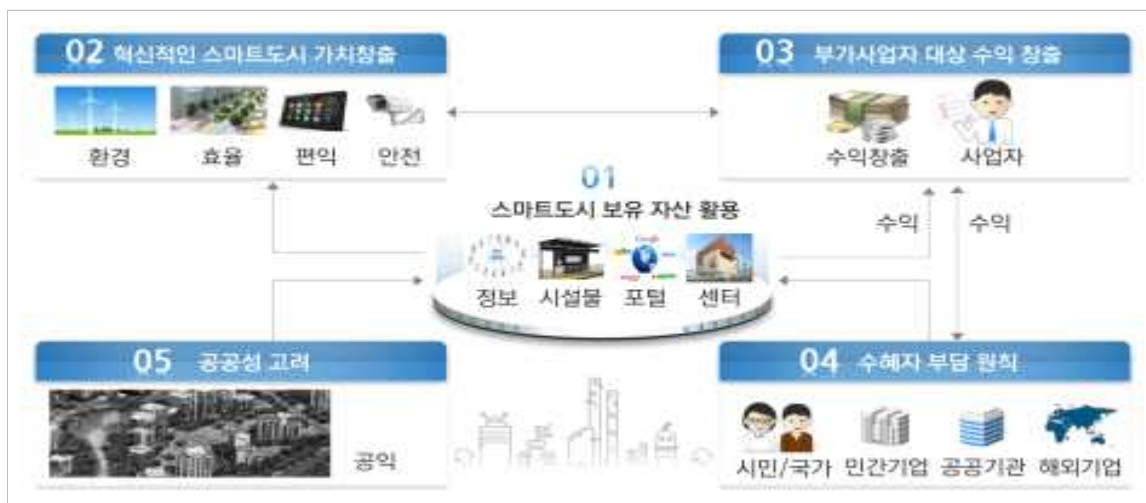 02 혁신적인 스마트도시 가치창출
환경 효율 편익 안전
03 부가사업자 대상 수익 창출
수익창출 사업자
01
스마트도시 보유 자산 활용
정보 시설물 포털 센터
수익 수익
05 공공성 고려
공익
04 수혜자 부담 원칙
시민/국가 민간기업 공공기관 해외기업